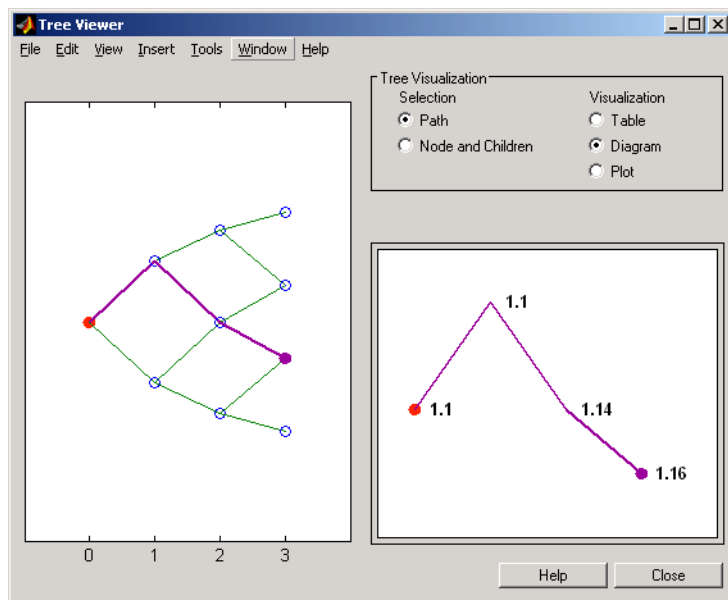 Tree Viewer
File Edit View Insert Tools Window Help
Tree Visualization
Selection Visualization
Path Table
Node and Children Diagram
Plot
1.1
1.1 1.14
1.16
0 1 2 3
Help Close